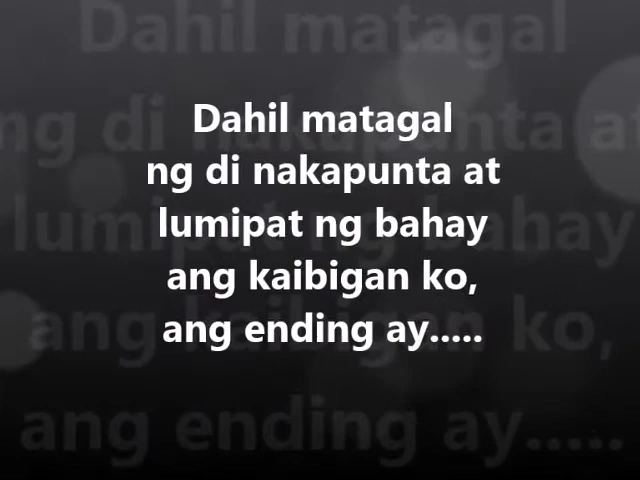 Dahil matagal
ng di nakapunta at
lumipat ng bahay
ang kaibigan ko,
ang ending ay.....